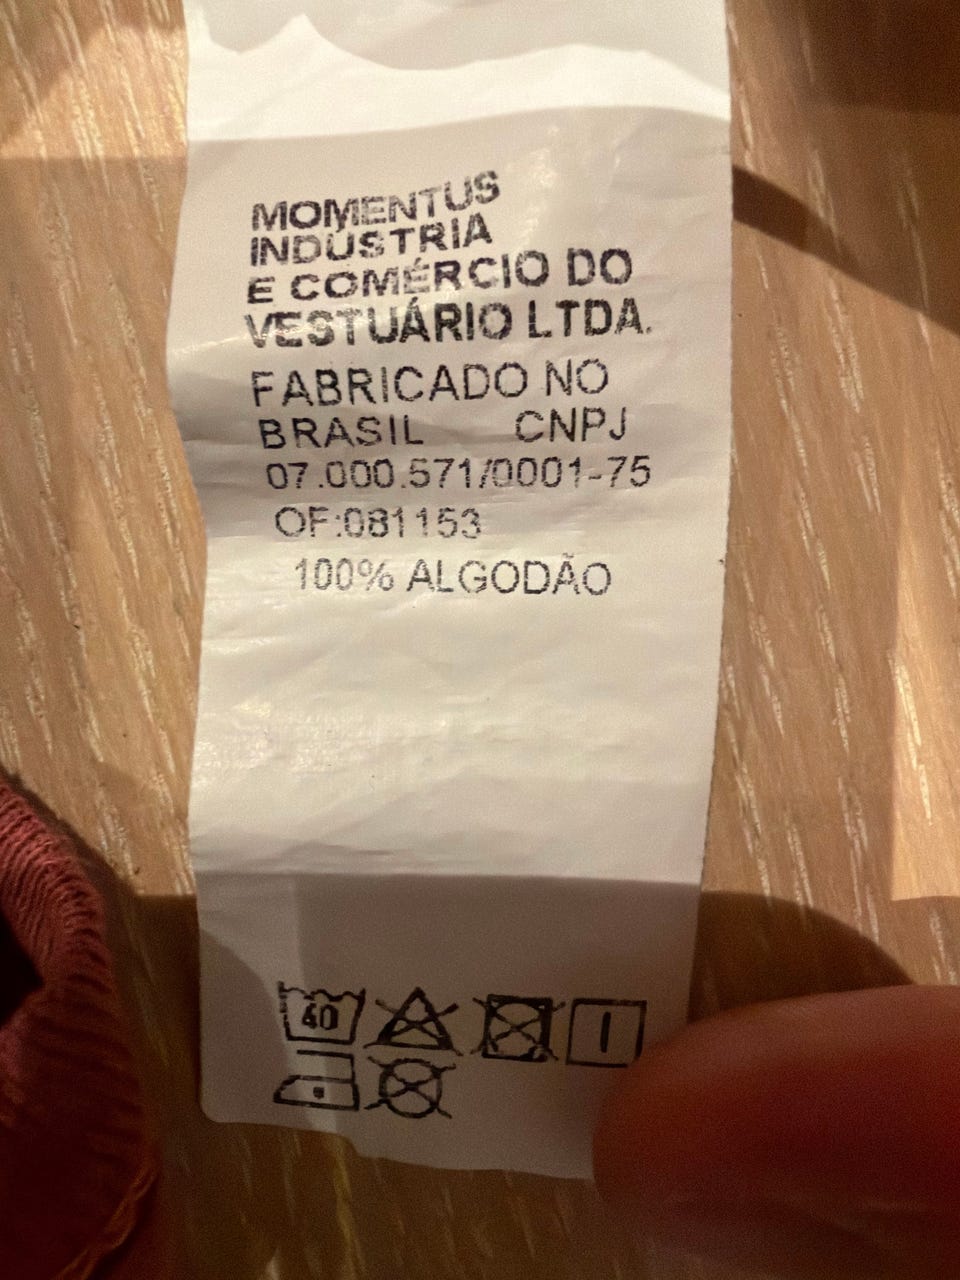 MOMENTUS
INDÚSTRIA
E COMÉRCIO DO
VESTUÁRIO LTDA.
FABRICADO NO
BRASIL CNPJ
07.000.571/0001-75
OF:081153
100% ALGODÃO
40